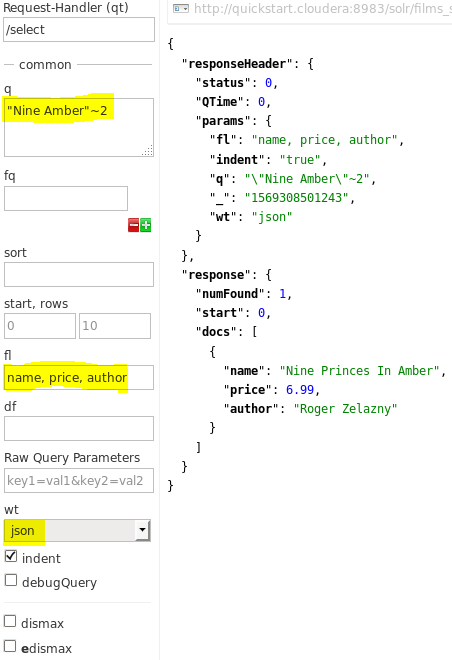 Request-Handler (qt)
/select
common
q
"Nine Amber"~2
fq
sort
start, rows
0 10
fl
name, price, author
df
Raw Query Parameters
key1=val1&key2=val2
wt
json
indent
debugQuery
dismax
edismax
http://quickstart.cloudera:8983/solr/films_s
{
"responseHeader": {
"status": 0,
"QTime": 0,
"params": {
"fl": "name, price, author",
"indent": "true",
"q": "\"Nine Amber\"~2",
"_": "1569308501243",
"wt": "json"
}
},
"response": {
"numFound": 1,
"start": 0,
"docs": [
{
"name": "Nine Princes In Amber",
"price": 6.99,
"author": "Roger Zelazny"
}
]
}
}